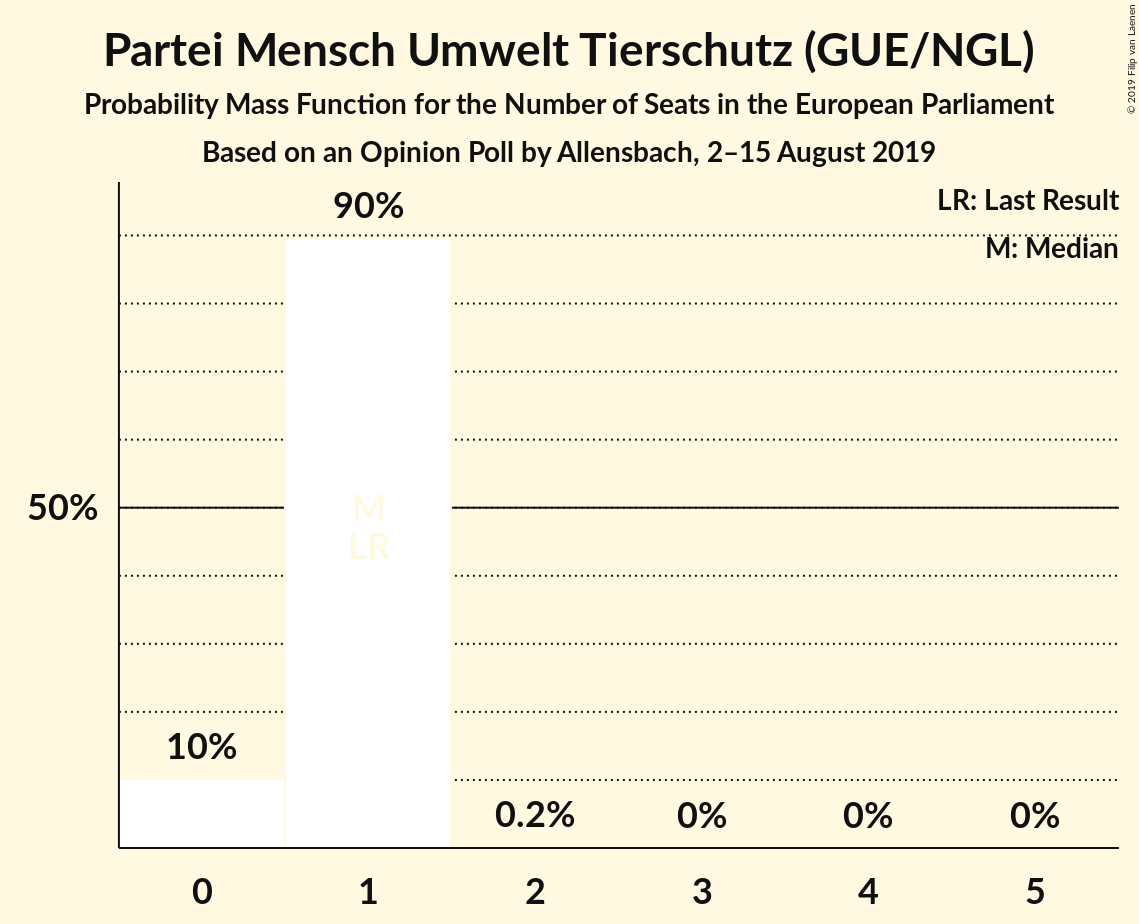 Partei Mensch Umwelt Tierschutz (GUE/NGL)
Probability Mass Function for the Number of Seats in the European Parliament
Based on an Opinion Poll by Allensbach, 2–15 August 2019
© 2019 Filip van Laenen
LR: Last Result
M: Median
90%
50%
M
LR
10%
0.2%
0%
0%
0%
0
1
2
3
4
5